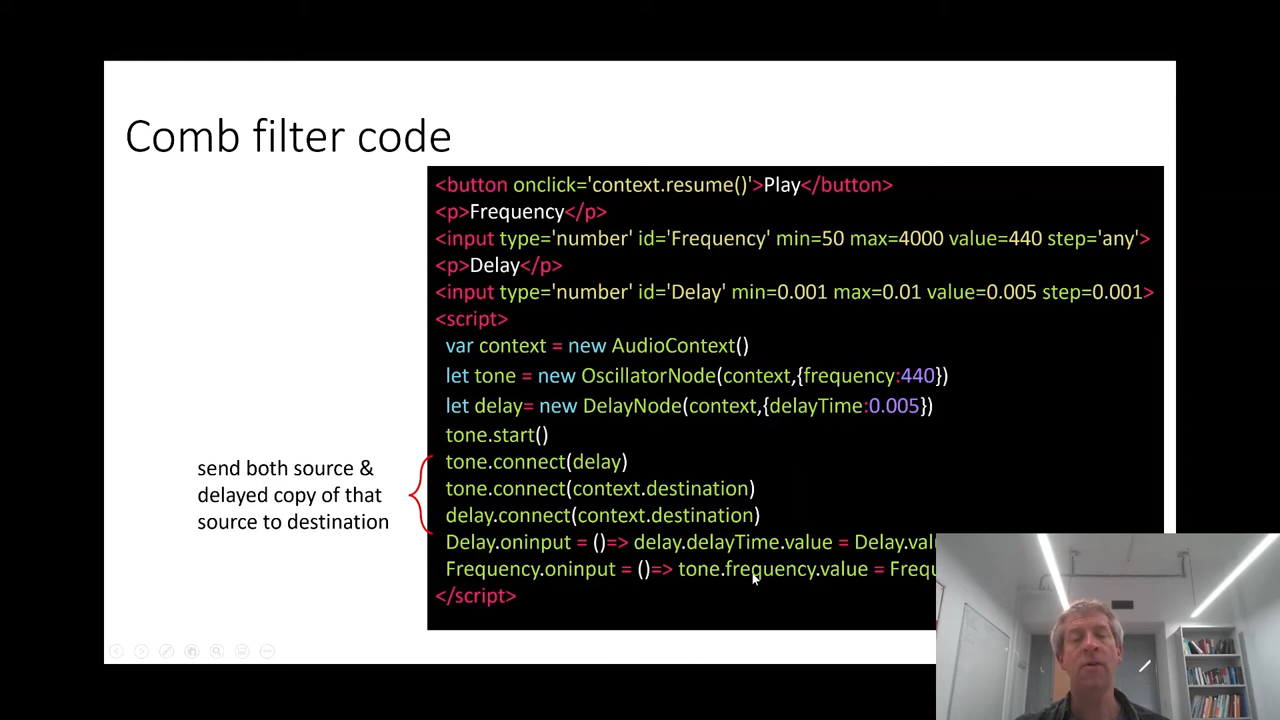 Comb filter code
<button onclick='context.resume()'>Play</button>
<p>Frequency</p>
<input type='number' id='Frequency' min=50 max=4000 value=440 step='any'>
<p>Delay</p>
<input type='number' id='Delay' min=0.001 max=0.01 value=0.005 step=0.001>
<script>
var context = new AudioContext()
let tone = new OscillatorNode(context,{frequency:440})
let delay= new DelayNode(context,{delayTime:0.005})
tone.start()
tone.connect(delay)
tone.connect(context.destination)
delay.connect(context.destination)
Delay.oninput = ()=> delay.delayTime.value = Delay.val
Frequency.oninput = ()=> tone.frequency.value = Freq
</script>
send both source &
delayed copy of that
source to destination